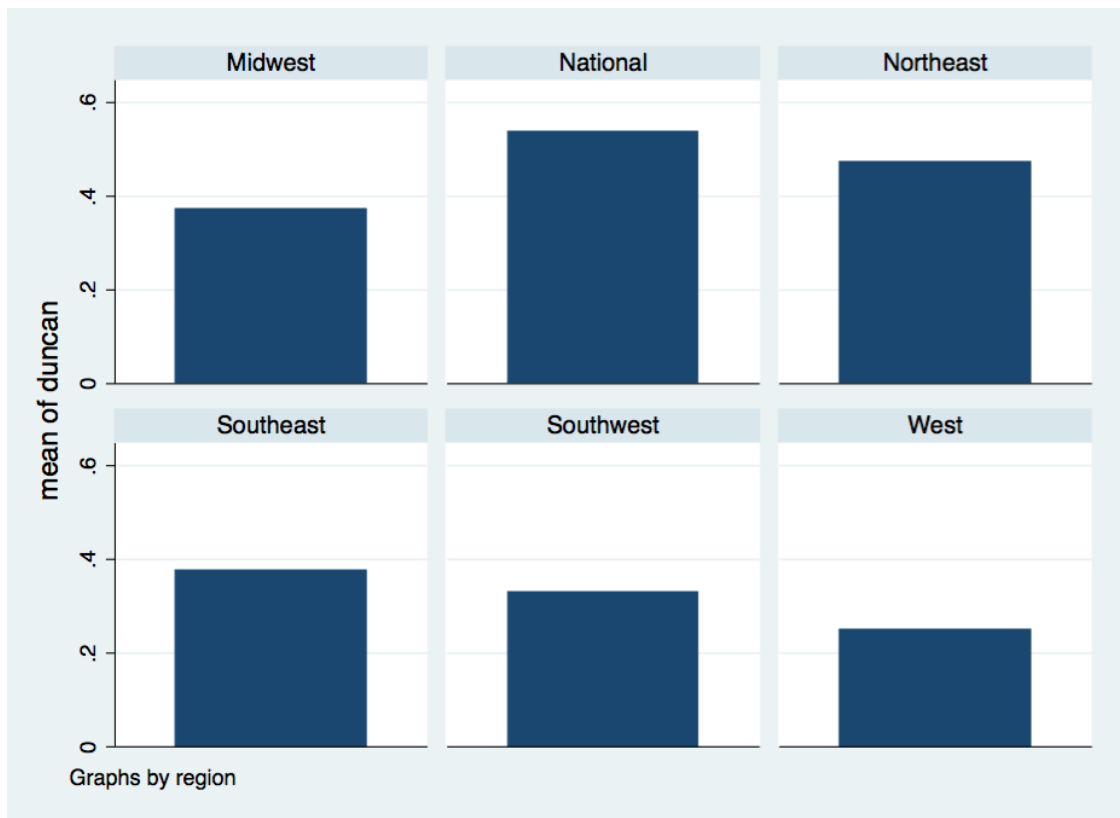 Midwest
National
Northeast
.6
.4
.2
0
Southeast
Southwest
West
.6
.4
.2
0
mean of duncan
Graphs by region